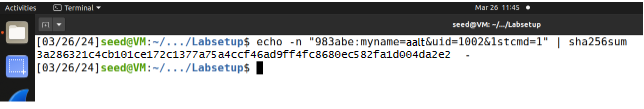 Activities Terminal Mar 26 11:45
seed@VM: ~/.../Labsetup
[03/26/24]seed@VM:~/.../Labsetup$ echo -n "983abe:myname=aalt&uid=1002&1stcmd=1" | sha256sum
3a286321c4cb101ce172c1377a75a4ccf46ad9ff4fc8680ec582fa1d004da2e2 -
[03/26/24]seed@VM:~/.../Labsetup$